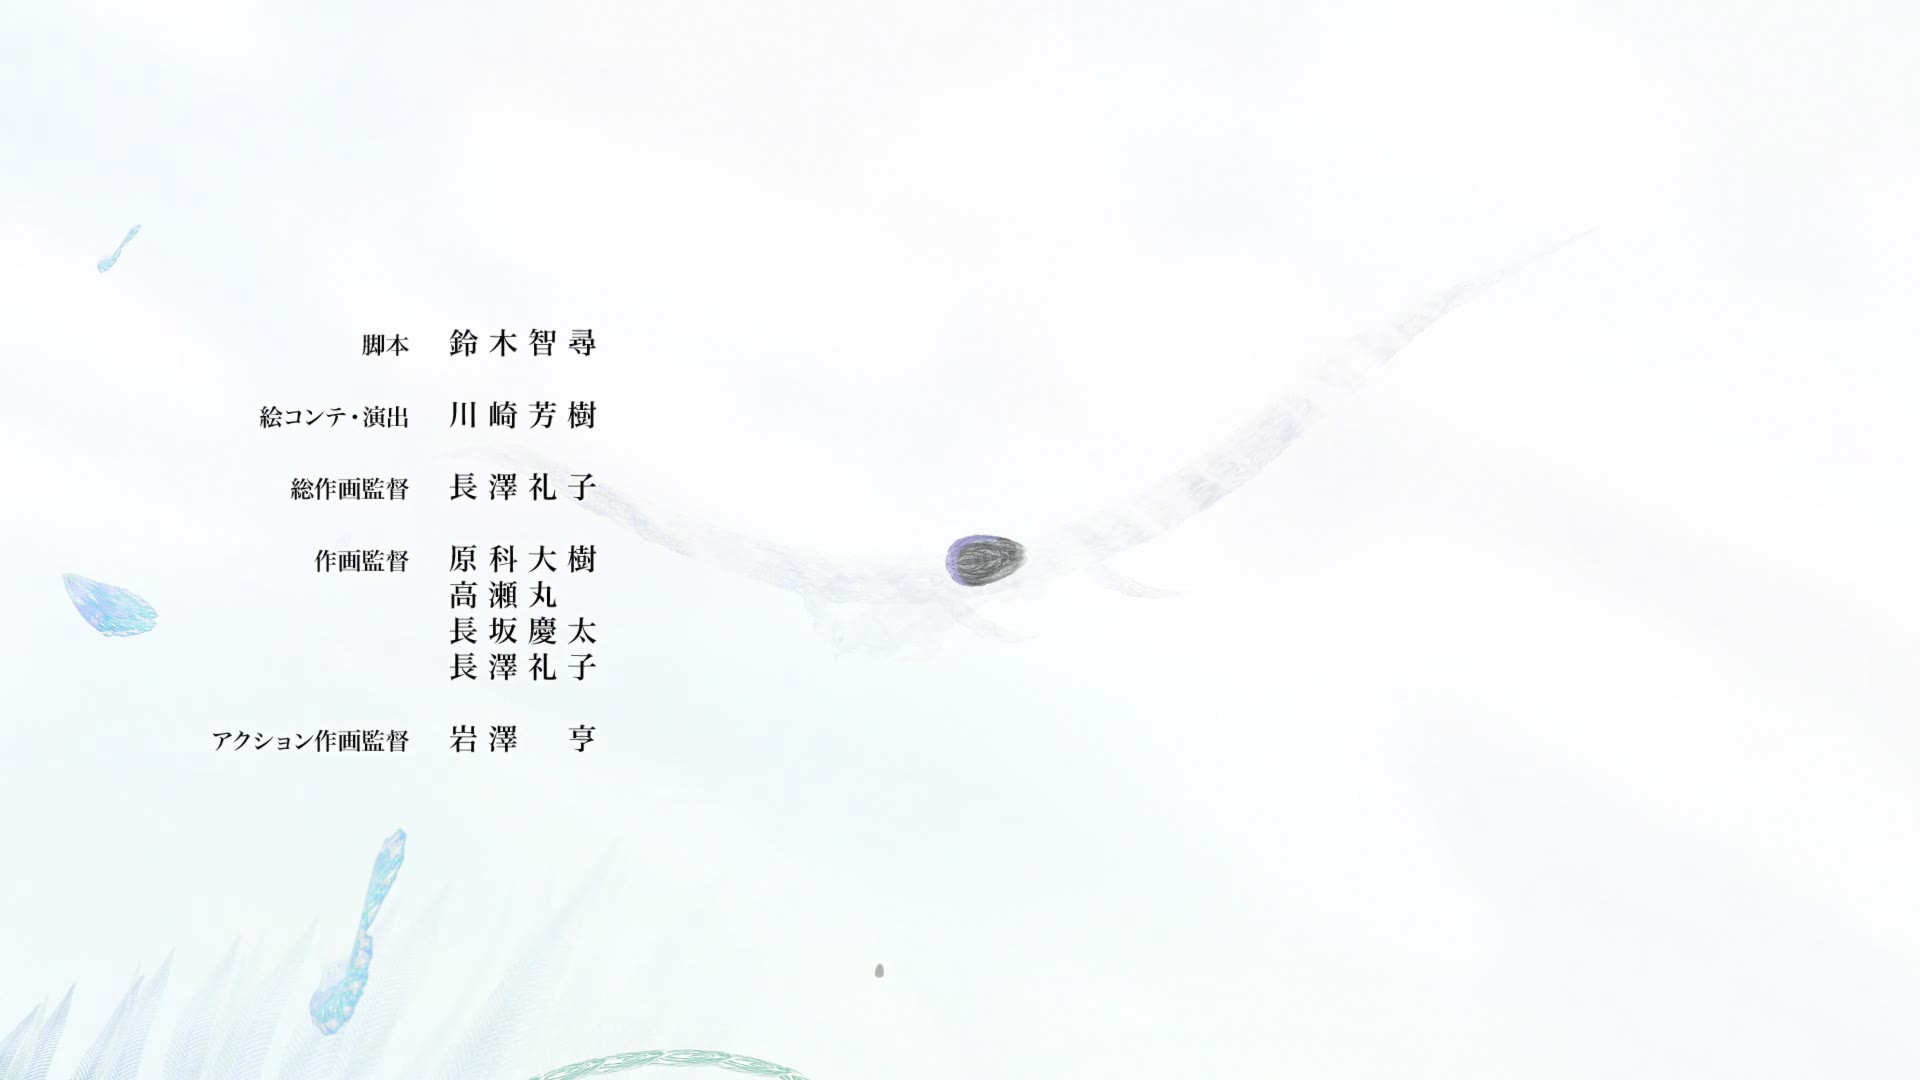 脚本 鈴木智尋
絵コンテ・演出 川崎芳樹
総作画監督 長澤礼子
作画監督 原科大樹
高瀬丸
長坂慶太
長澤礼子
アクション作画監督 岩澤 亨